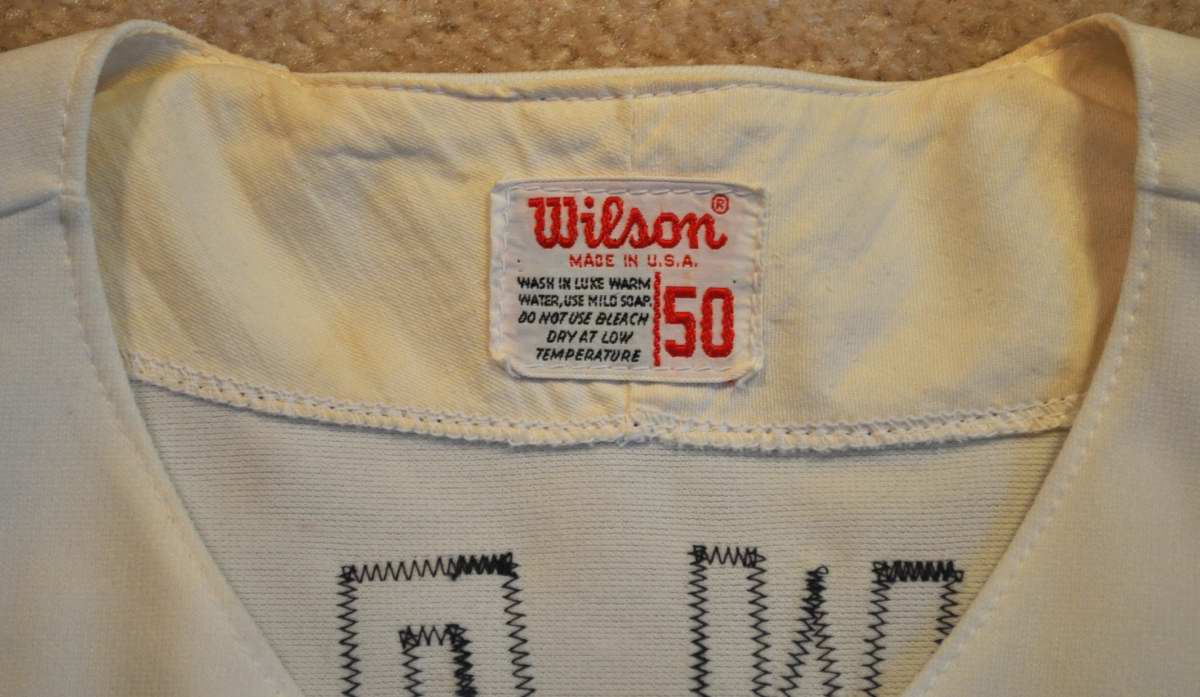 Wilson®
MADE IN U.S.A.
WASH IN LUKE WARM
WATER, USE MILD SOAP.
DO NOT USE BLEACH
DRY AT LOW
TEMPERATURE
50